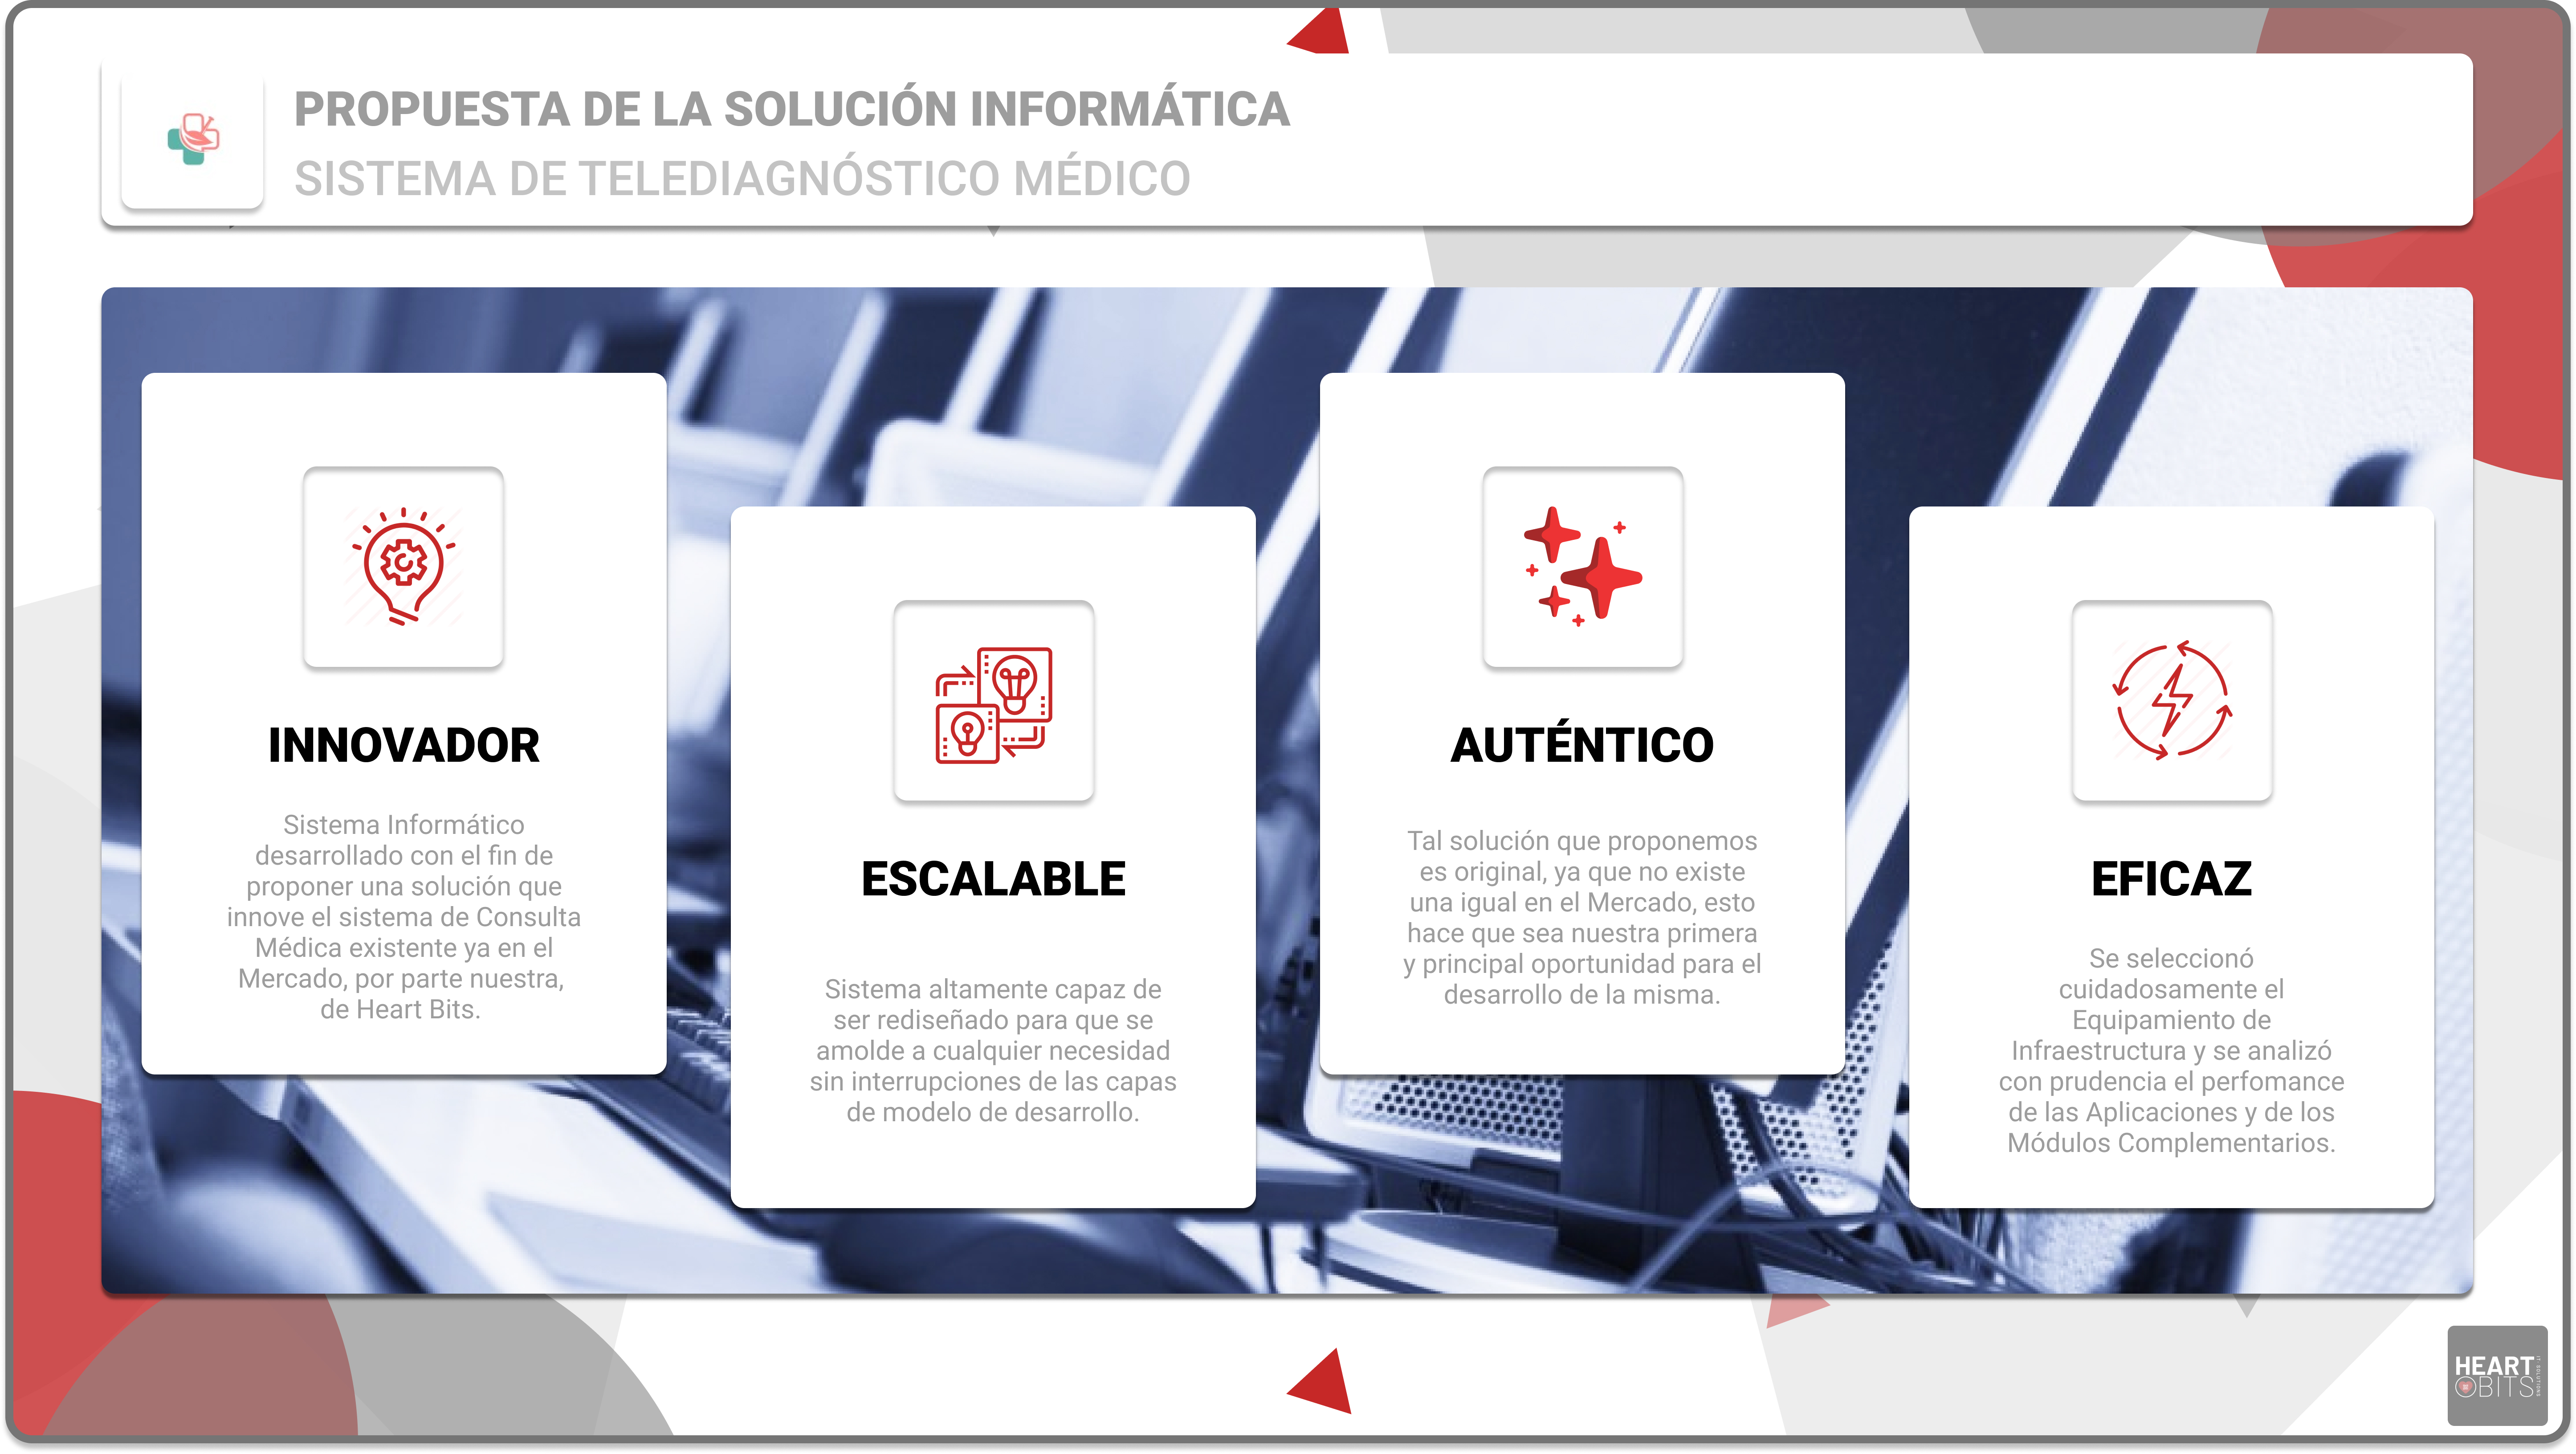 PROPUESTA DE LA SOLUCIÓN INFORMÁTICA
SISTEMA DE TELEDIAGNÓSTICO MÉDICO
INNOVADOR
Sistema Informático
desarrollado con el fin de
proponer una solución que
innove el sistema de Consulta
Médica existente ya en el
Mercado, por parte nuestra,
de Heart Bits.
ESCALABLE
Sistema altamente capaz de
ser rediseñado para que se
amolde a cualquier necesidad
sin interrupciones de las capas
de modelo de desarrollo.
AUTÉNTICO
Tal solución que proponemos
es original, ya que no existe
una igual en el Mercado, esto
hace que sea nuestra primera
y principal oportunidad para el
desarrollo de la misma.
EFICAZ
Se seleccionó
cuidadosamente el
Equipamiento de
Infraestructura y se analizó
con prudencia el perfomance
de las Aplicaciones y de los
Módulos Complementarios.
HEART
BITS
IT SOLUTIONS